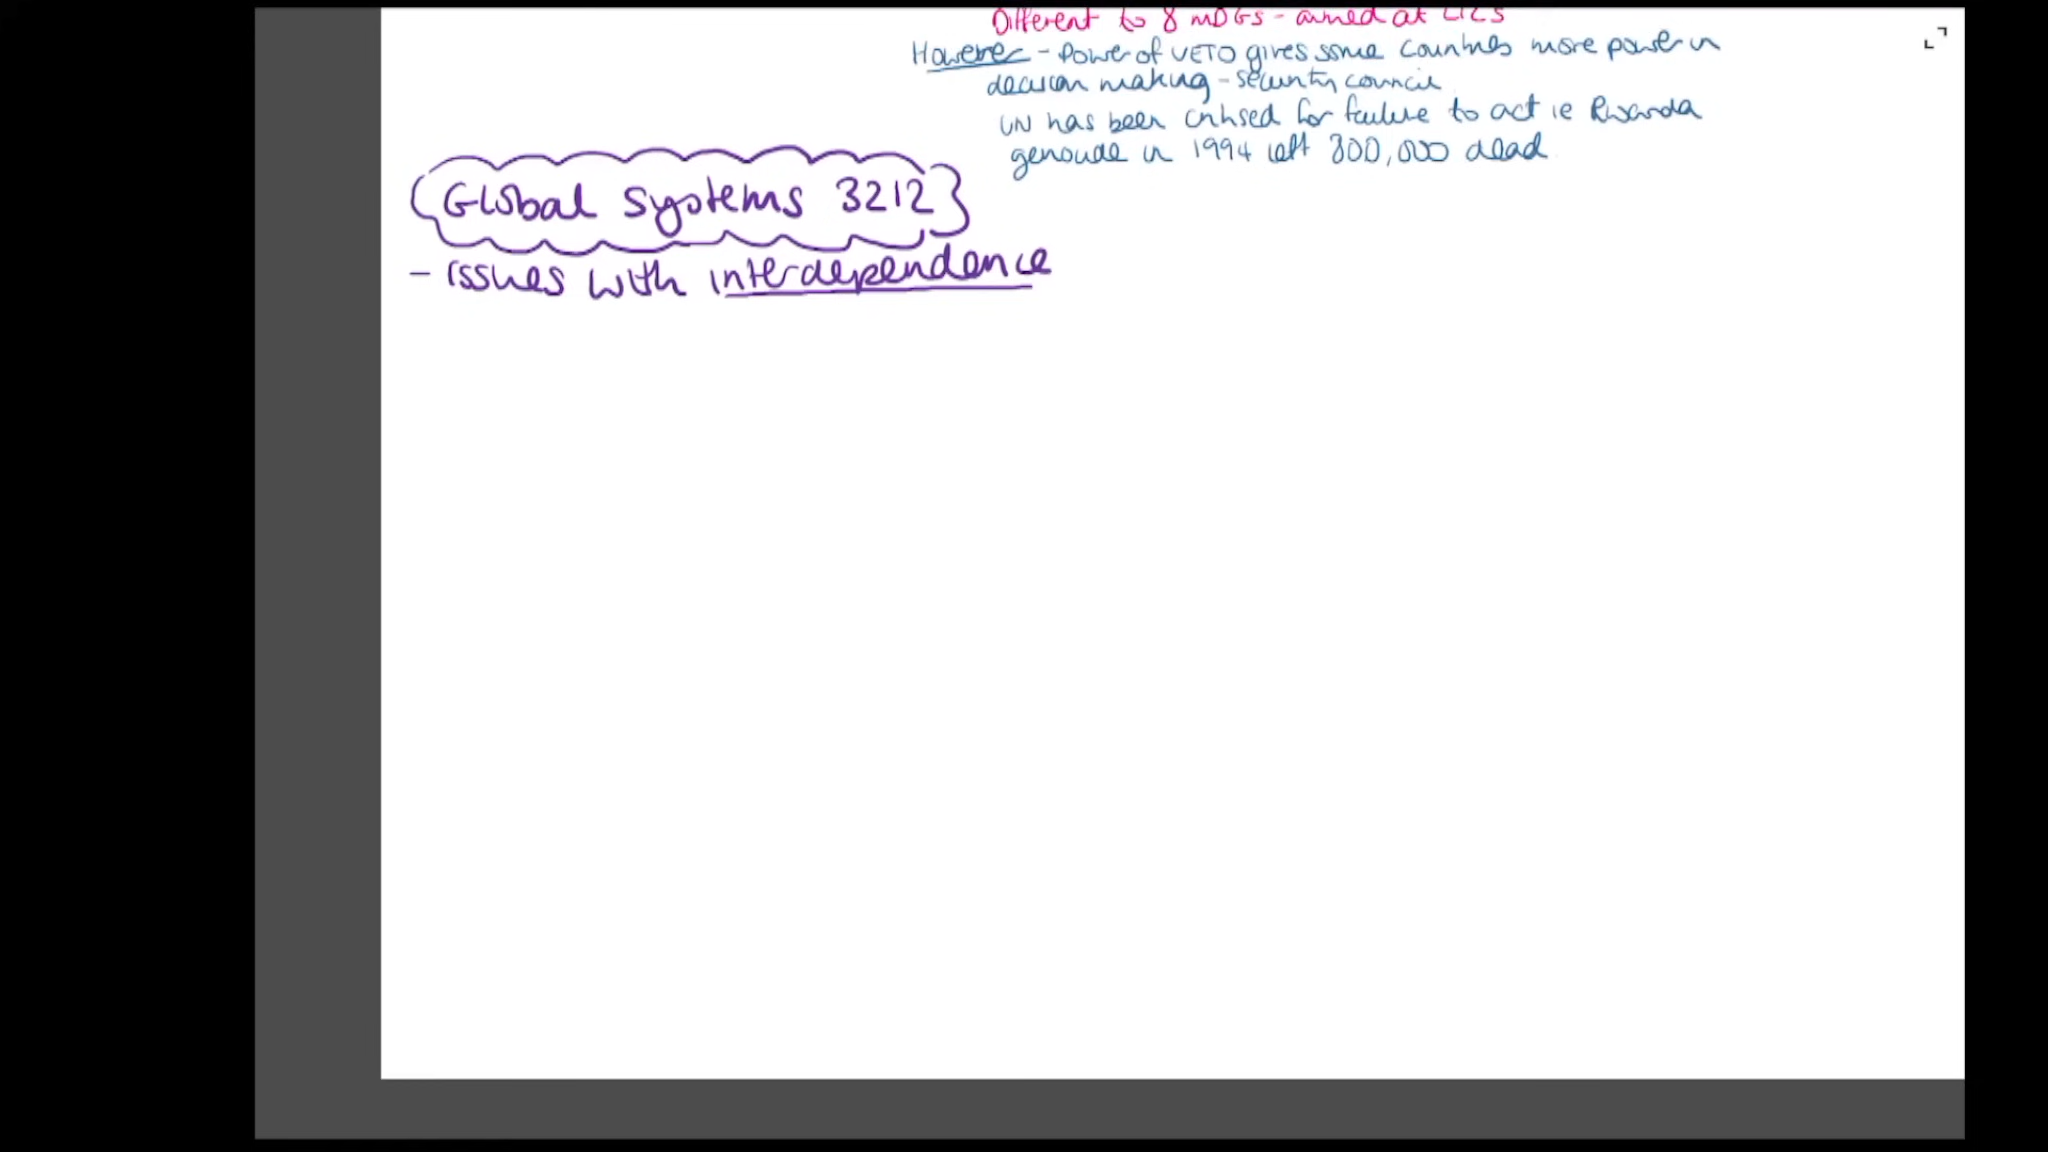 Different to 8 MDGs - aimed at LICs
However - Power of VETO gives some countries more power in
decision making - security council
UN has been critised for failure to act ie Rwanda
genocide in 1994 left 800,000 dead
Global systems 3212
- issues with interdependence